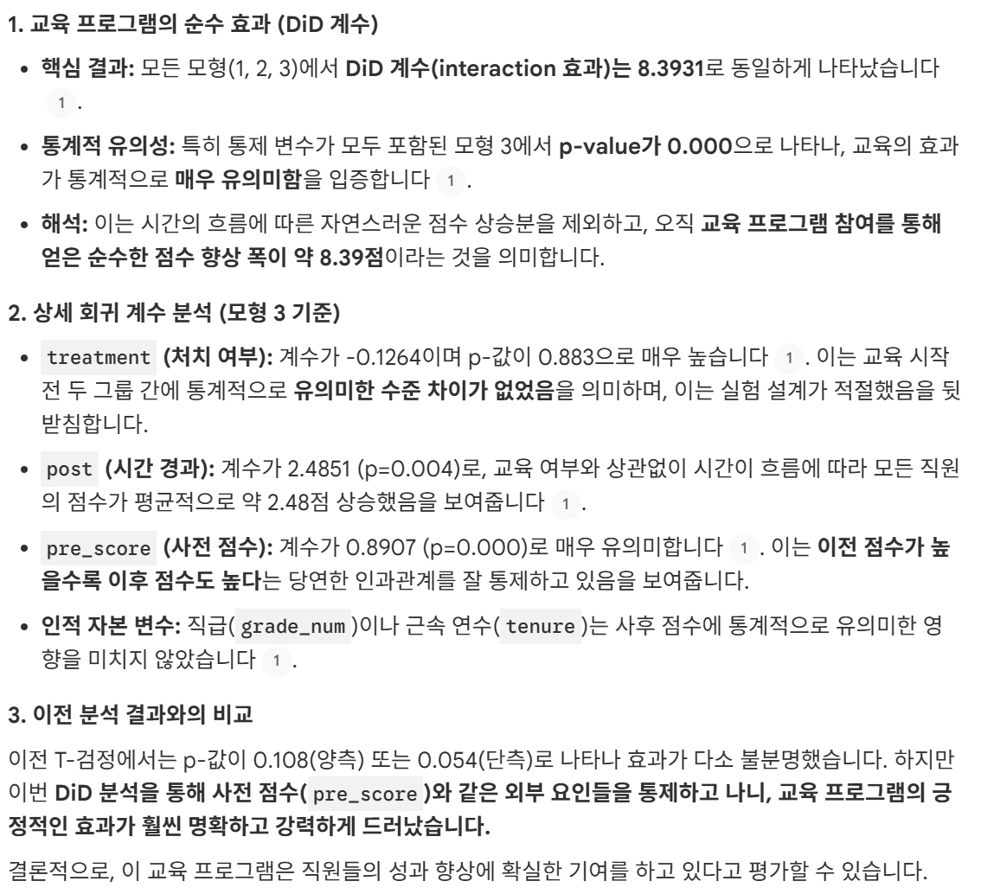 1. 교육 프로그램의 순수 효과 (DiD 계수)
• 핵심 결과: 모든 모형(1, 2, 3)에서 DiD 계수(interaction 효과)는 8.3931로 동일하게 나타났습니다
1 .
• 통계적 유의성: 특히 통제 변수가 모두 포함된 모형 3에서 p-value가 0.000으로 나타나, 교육의 효과
가 통계적으로 매우 유의미함을 입증합니다 1 .
• 해석: 이는 시간의 흐름에 따른 자연스러운 점수 상승분을 제외하고, 오직 교육 프로그램 참여를 통해
얻은 순수한 점수 향상 폭이 약 8.39점이라는 것을 의미합니다.
2. 상세 회귀 계수 분석 (모형 3 기준)
• treatment (처치 여부): 계수가 -0.1264이며 p-값이 0.883으로 매우 높습니다 1 . 이는 교육 시작
전 두 그룹 간에 통계적으로 유의미한 수준 차이가 없었음을 의미하며, 이는 실험 설계가 적절했음을 뒷
받침합니다.
• post (시간 경과): 계수가 2.4851 (p=0.004)로, 교육 여부와 상관없이 시간이 흐름에 따라 모든 직원
의 점수가 평균적으로 약 2.48점 상승했음을 보여줍니다 1 .
• pre_score (사전 점수): 계수가 0.8907 (p=0.000)로 매우 유의미합니다 1 . 이는 이전 점수가 높
을수록 이후 점수도 높다는 당연한 인과관계를 잘 통제하고 있음을 보여줍니다.
• 인적 자본 변수: 직급( grade_num )이나 근속 연수( tenure )는 사후 점수에 통계적으로 유의미한 영
향을 미치지 않았습니다 1 .
3. 이전 분석 결과와의 비교
이전 T-검정에서는 p-값이 0.108(양측) 또는 0.054(단측)로 나타나 효과가 다소 불분명했습니다. 하지만
이번 DiD 분석을 통해 사전 점수( pre_score )와 같은 외부 요인들을 통제하고 나니, 교육 프로그램의 긍
정적인 효과가 훨씬 명확하고 강력하게 드러났습니다.
결론적으로, 이 교육 프로그램은 직원들의 성과 향상에 확실한 기여를 하고 있다고 평가할 수 있습니다.